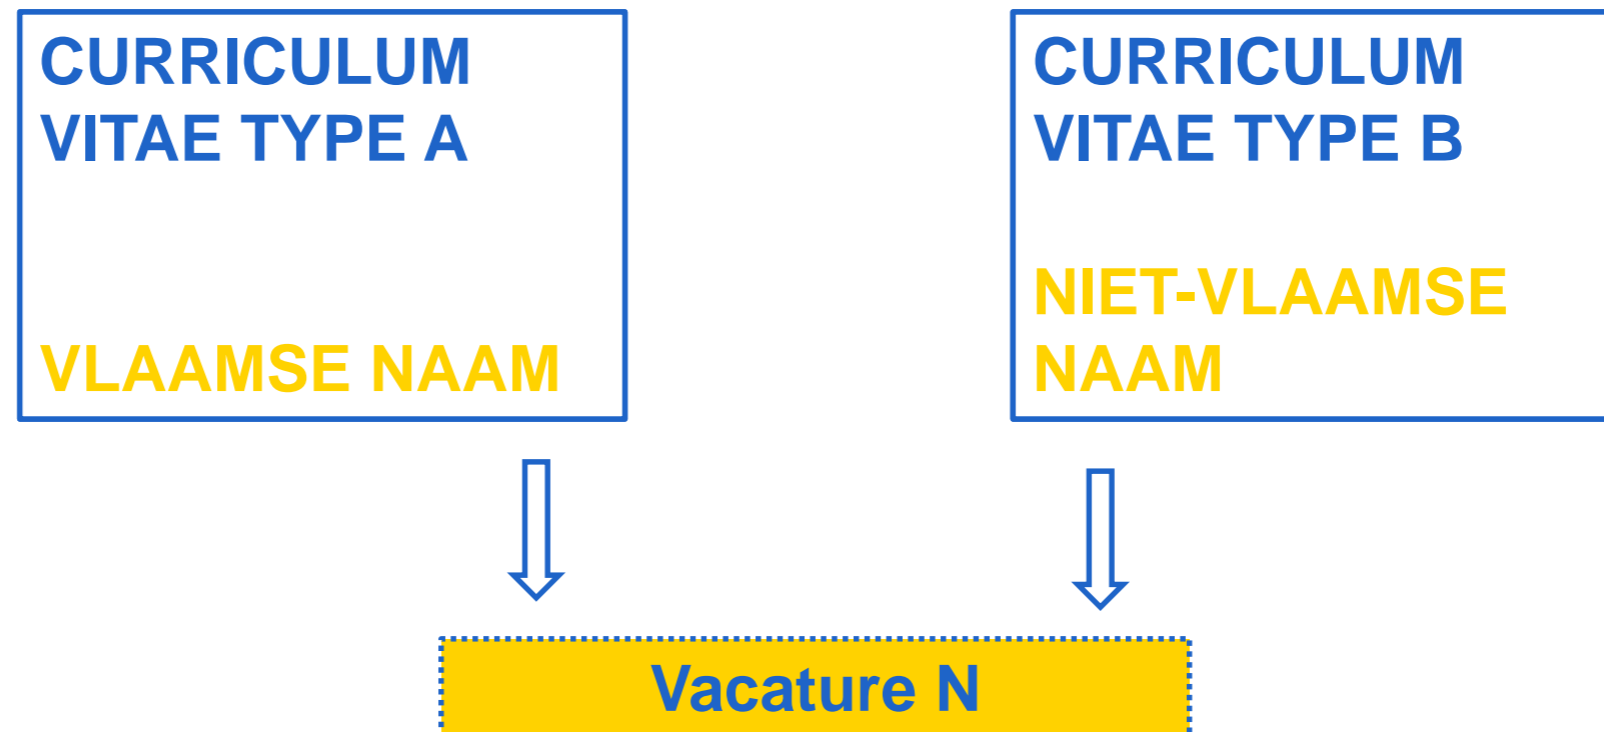 CURRICULUM
VITAE TYPE A
VLAAMSE NAAM
CURRICULUM
VITAE TYPE B
NIET-VLAAMSE
NAAM
Vacature N